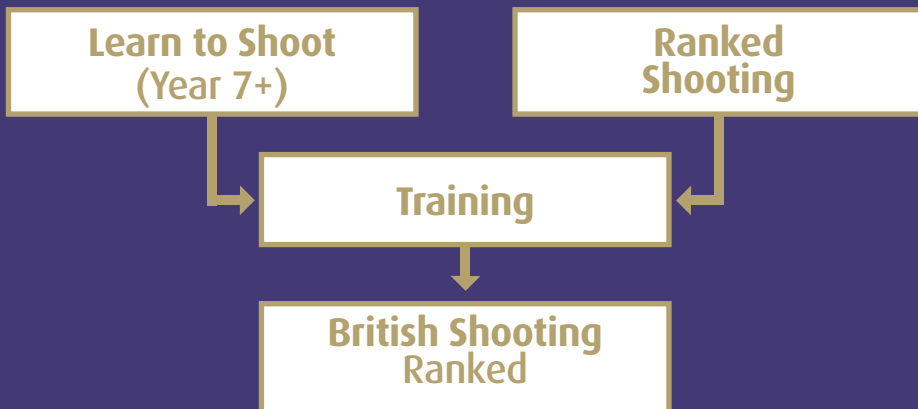 Learn to Shoot
(Year 7+)
Ranked
Shooting
Training
British Shooting
Ranked